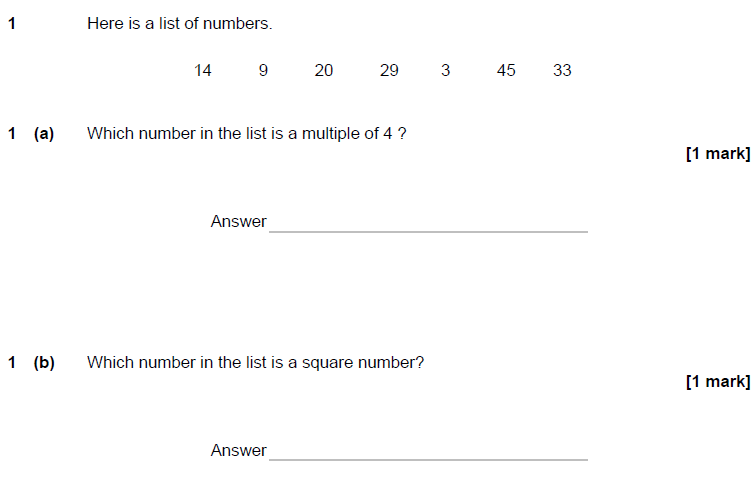 1 Here is a list of numbers.
14 9 20 29 3 45 33
1 (a) Which number in the list is a multiple of 4 ?
[1 mark]
Answer
1 (b) Which number in the list is a square number?
[1 mark]
Answer